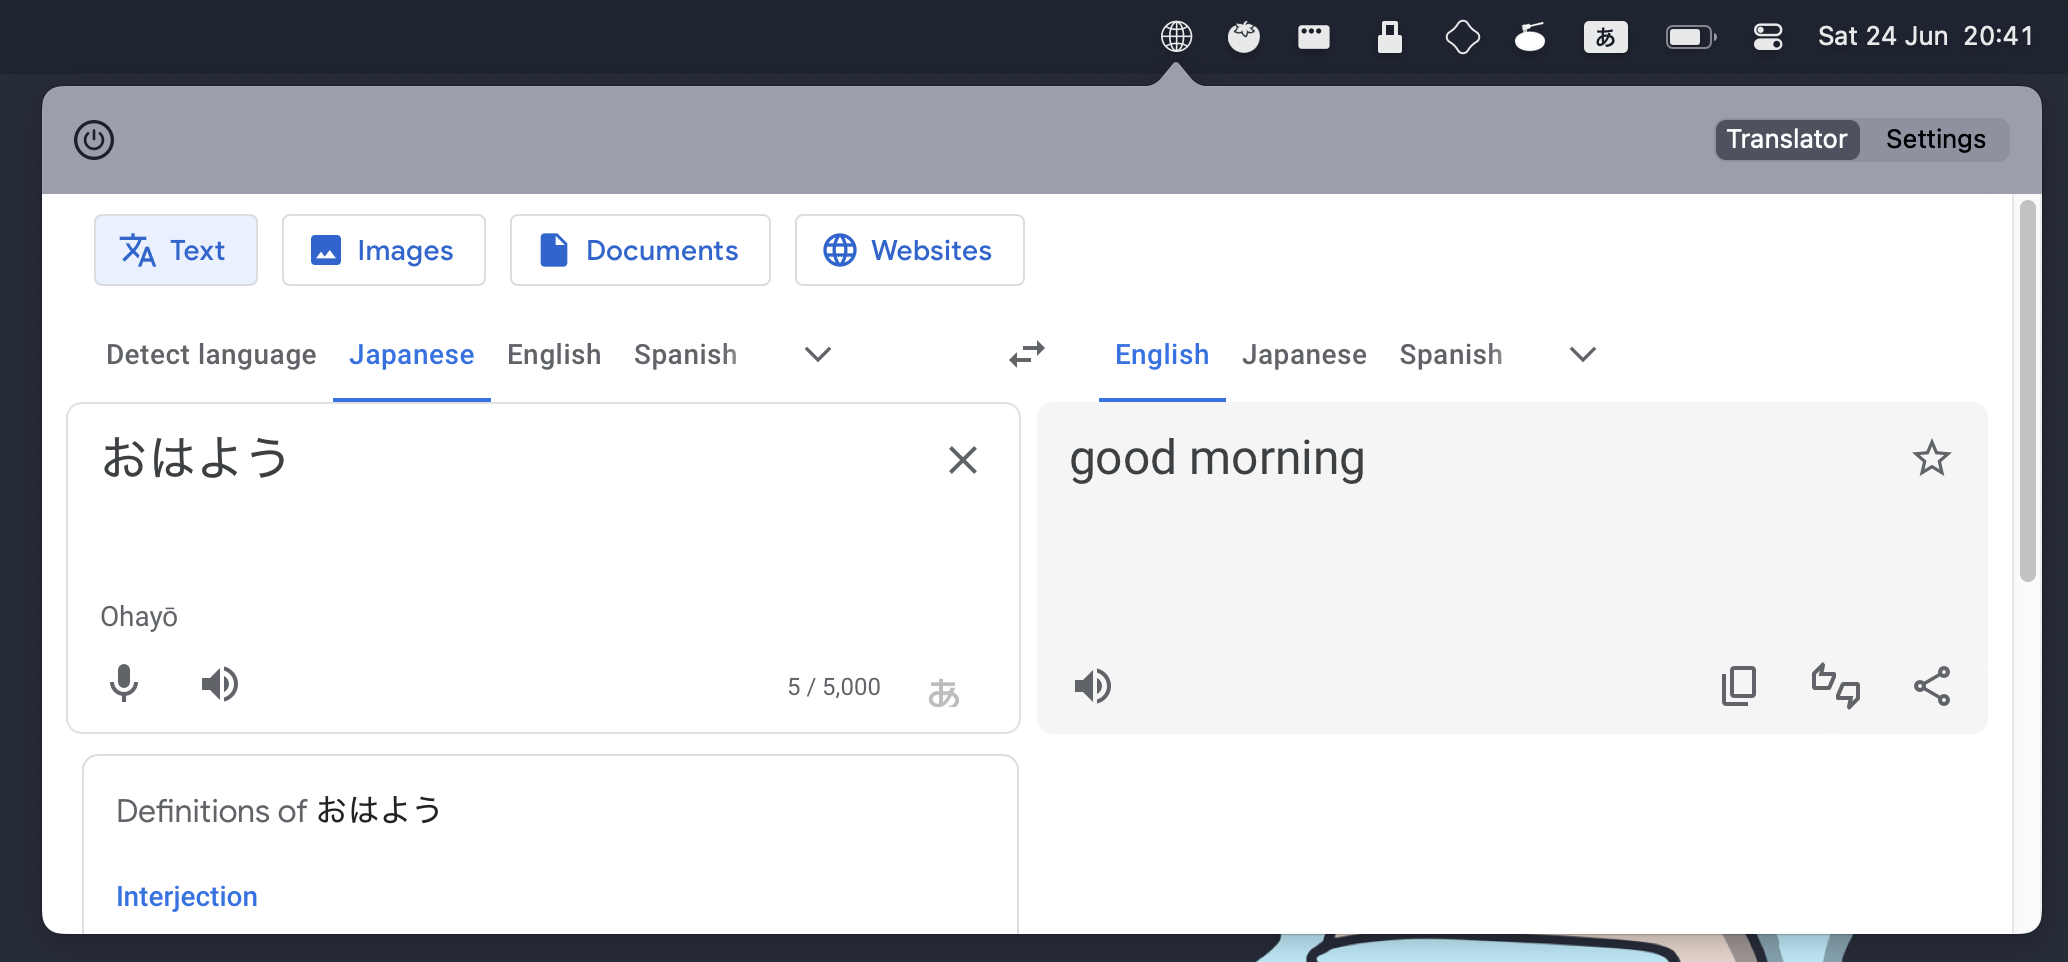 あ Sat 24 Jun 20:41
Translator Settings
Text Images Documents Websites
Detect language Japanese English Spanish English Japanese Spanish
おはよう
good morning
Ohayō
5 / 5,000 あ
Definitions of おはよう
Interjection